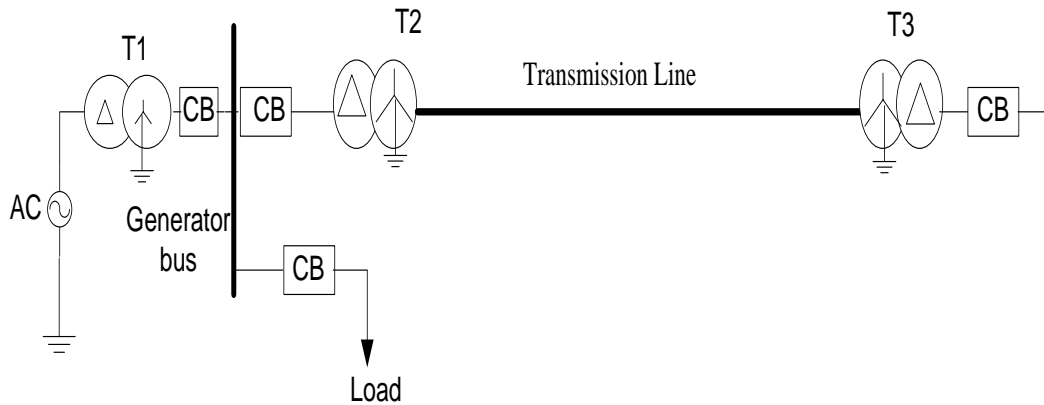 T1
T2
T3
Transmission Line
CB
CB
CB
AC
Generator
bus
CB
Load